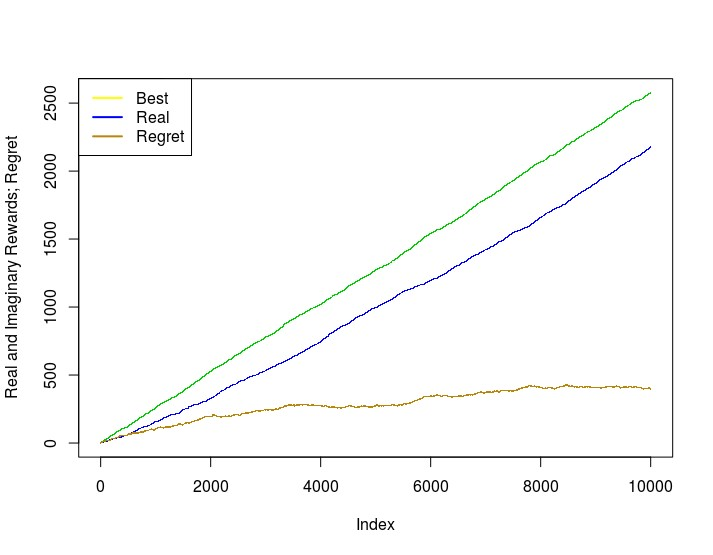 Best
Real
Regret
Real and Imaginary Rewards; Regret
2500
2000
1500
1000
500
0
0 2000 4000 6000 8000 10000
Index